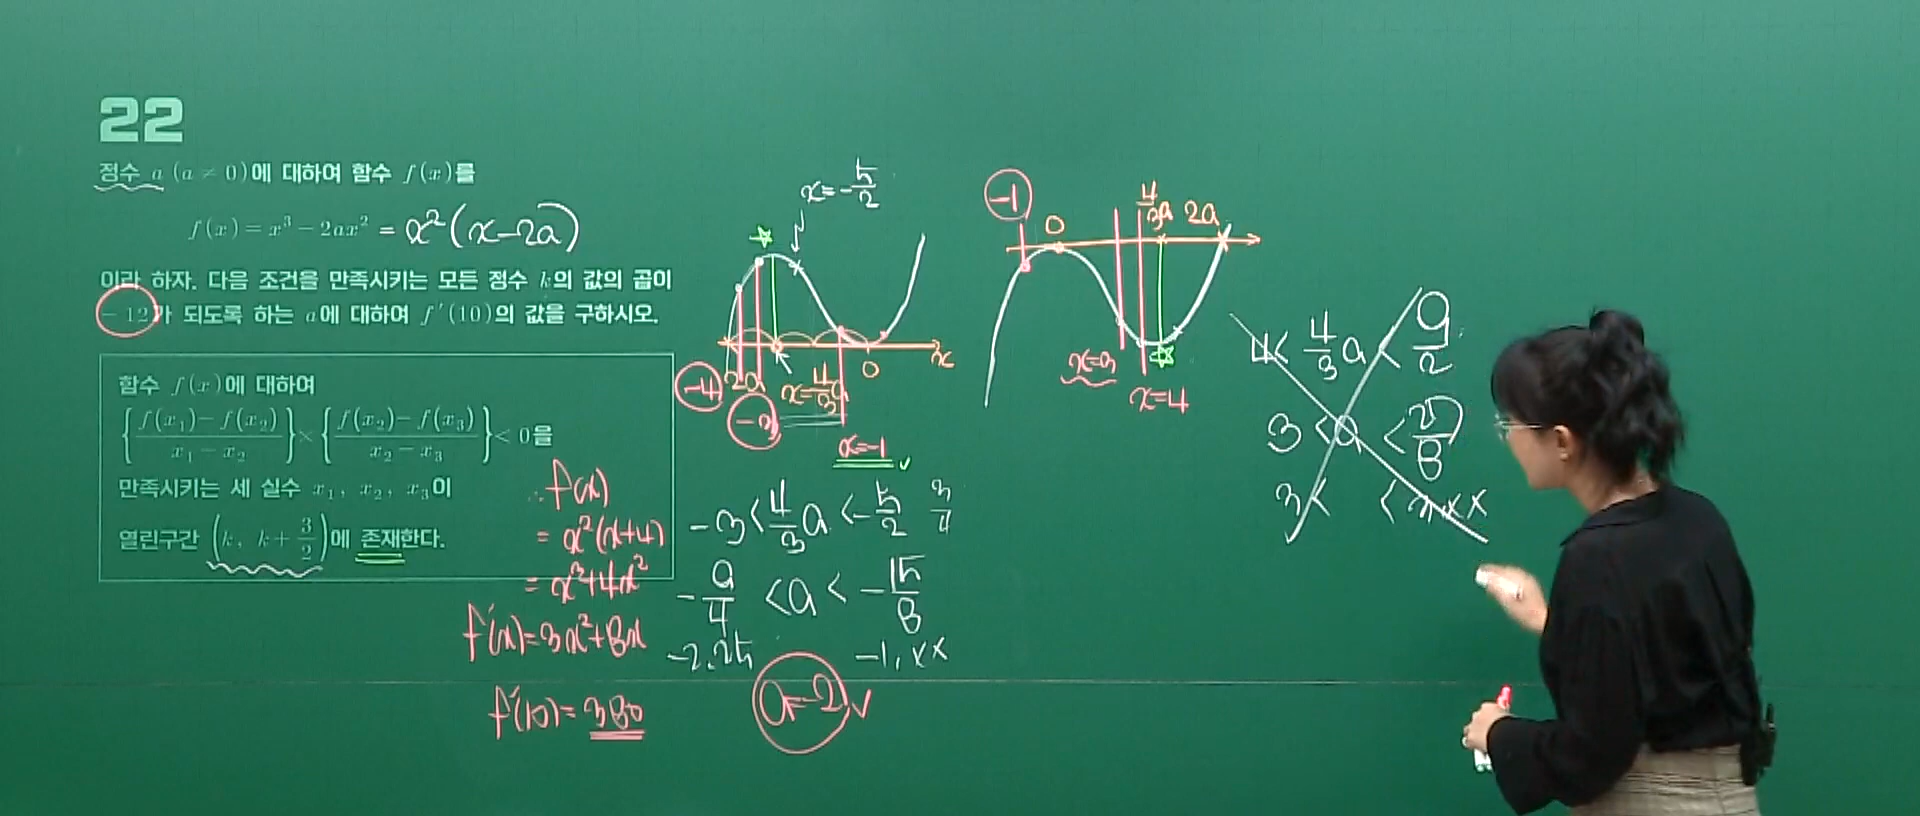 22
정수 a (a ≠ 0)에 대하여 함수 f(x)를
f(x) = x³ − 2ax² = x²(x−2a)
이라 하자. 다음 조건을 만족시키는 모든 정수 k의 값의 곱이
−12가 되도록 하는 a에 대하여 f′(10)의 값을 구하시오.
함수 f(x)에 대하여
{(f(x₁)−f(x₂))/(x₁−x₂)} × {(f(x₂)−f(x₃))/(x₂−x₃)} < 0을
만족시키는 세 실수 x₁, x₂, x₃이
열린구간 (k, k+3/2)에 존재한다.
∴ f(x)
= x²(x+4)
= x³+4x²
f′(x)=3x²+8x
f′(10)=380
x=−5/2
2a
x=4/3a
0
x
−4
−3
x=−1
−3<4/3a<−5/2
3/4
−9/4 <a< −15/8
−2.25
−1.xx
a=−2
−1
0
4/3a
2a
x=3
x=4
4< 4/3a < 9/2
3<a<27/8
3< <3.xx